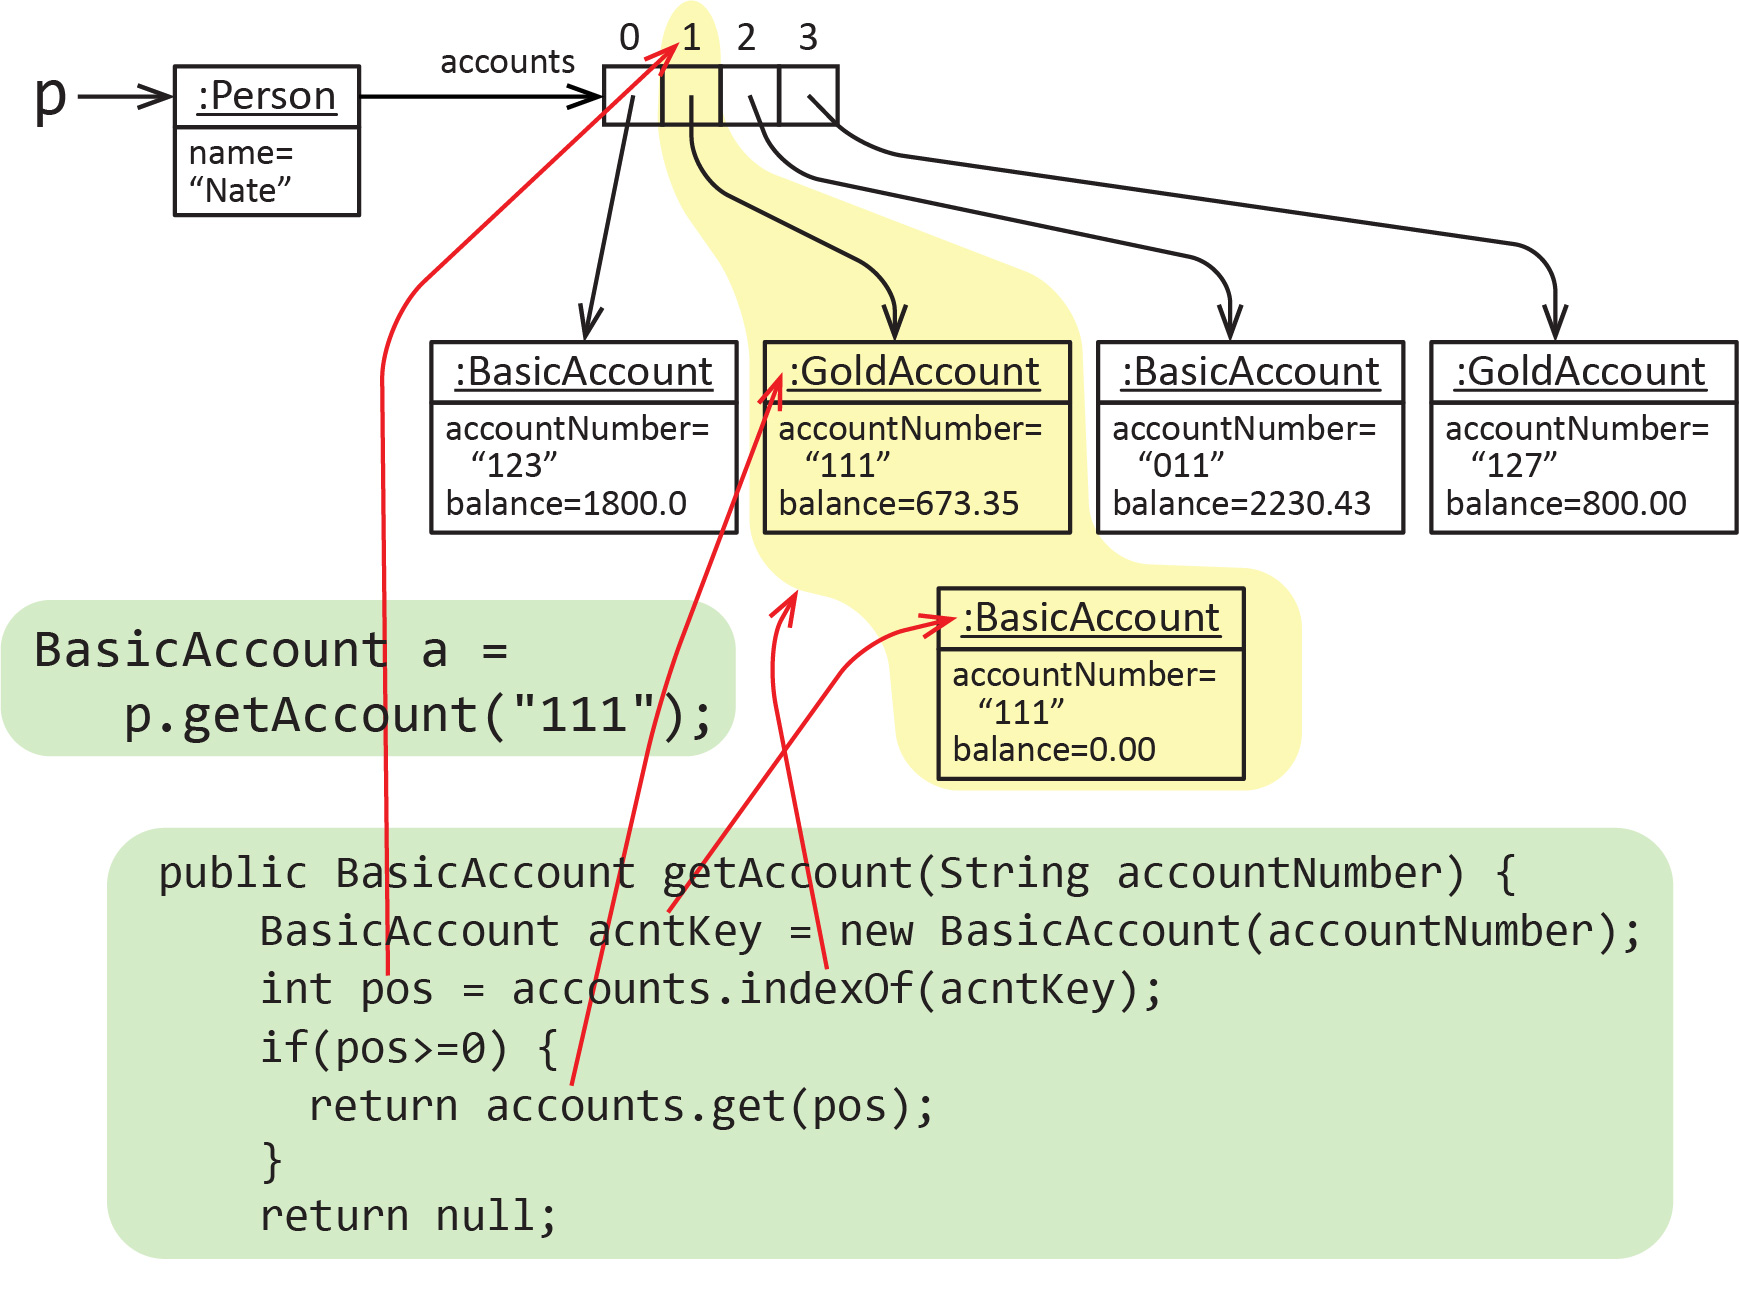 0 1 2 3
accounts
p
:Person
name=
“Nate”
:BasicAccount
accountNumber=
“123”
balance=1800.0
:GoldAccount
accountNumber=
“111”
balance=673.35
:BasicAccount
accountNumber=
“011”
balance=2230.43
:GoldAccount
accountNumber=
“127”
balance=800.00
:BasicAccount
accountNumber=
“111”
balance=0.00
BasicAccount a =
p.getAccount("111");
public BasicAccount getAccount(String accountNumber) {
BasicAccount acntKey = new BasicAccount(accountNumber);
int pos = accounts.indexOf(acntKey);
if(pos>=0) {
return accounts.get(pos);
}
return null;